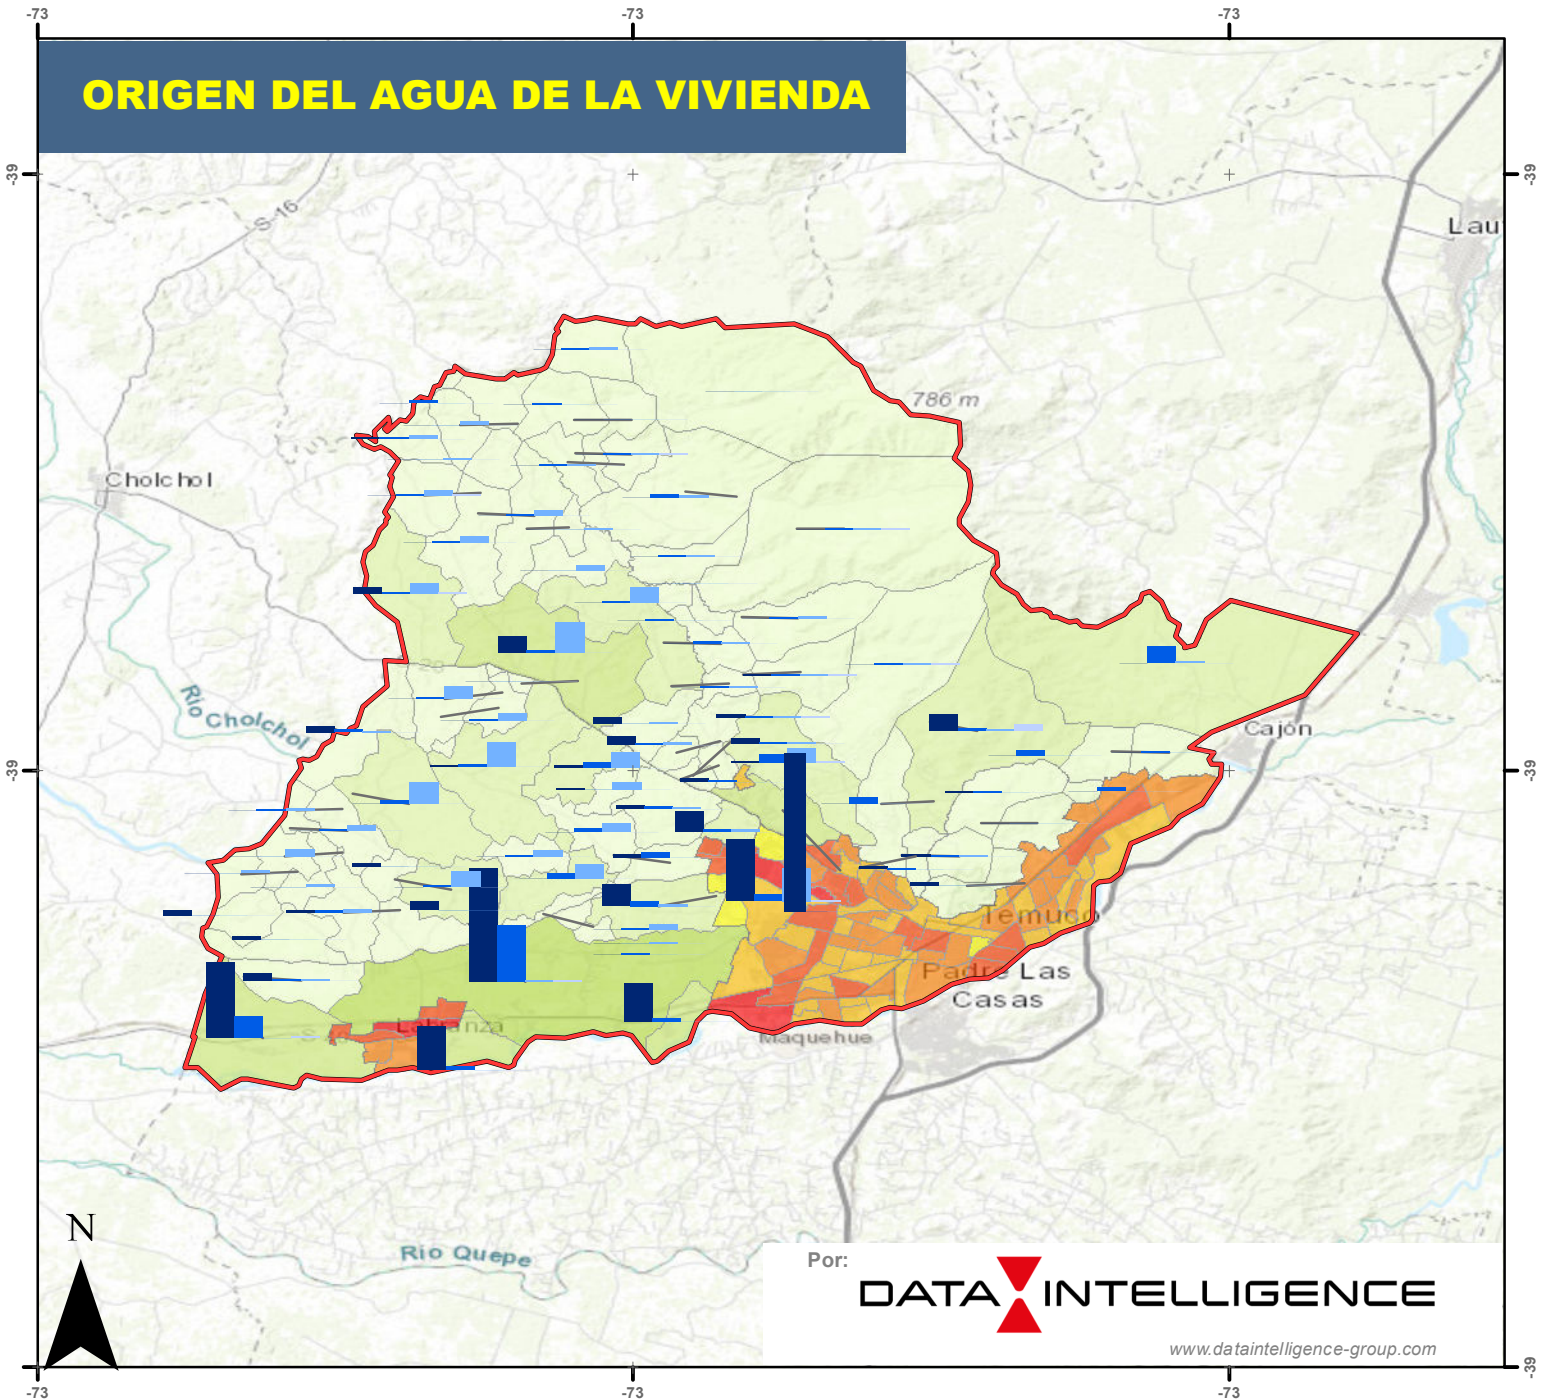 -73 -73 -73
ORIGEN DEL AGUA DE LA VIVIENDA
-39 -39
S-16
Lau
786 m
Cholchol
Río Cholchol
Cajón
-39 -39
Temuco
Padre Las
Casas
Labranza
Maquehue
Río Quepe
N
Por:
DATA INTELLIGENCE
www.dataintelligence-group.com
-39
-73 -73 -73